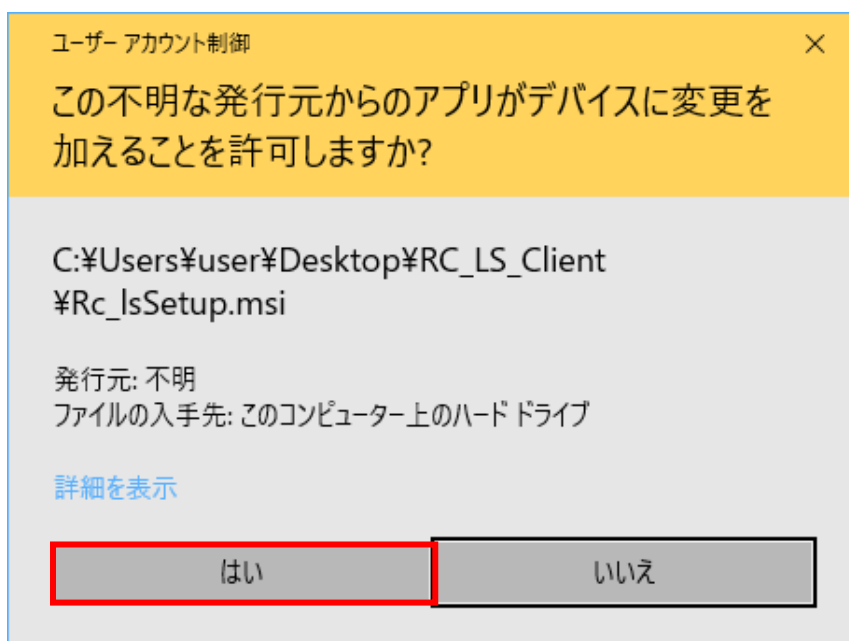 ユーザー アカウント制御
この不明な発行元からのアプリがデバイスに変更を
加えることを許可しますか?
C:¥Users¥user¥Desktop¥RC_LS_Client
¥Rc_lsSetup.msi
発行元: 不明
ファイルの入手先: このコンピューター上のハード ドライブ
詳細を表示
はい
いいえ